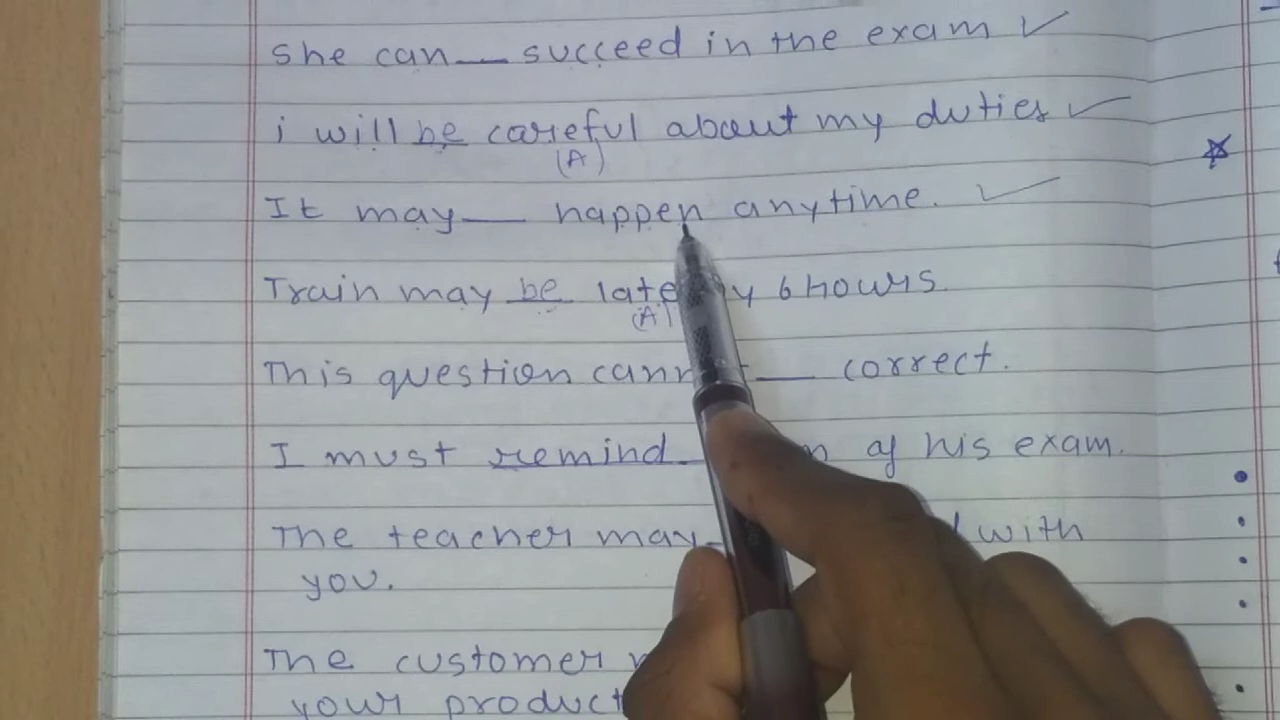 She can __ succeed in the exam ✓
i will be careful about my duties ✓
(A)
It may __ happen anytime. ✓
Train may be late by 6 hours.
(A)
This question cannot __ correct.
I must remind of his exam.
The teacher may with
you.
The customer
your product